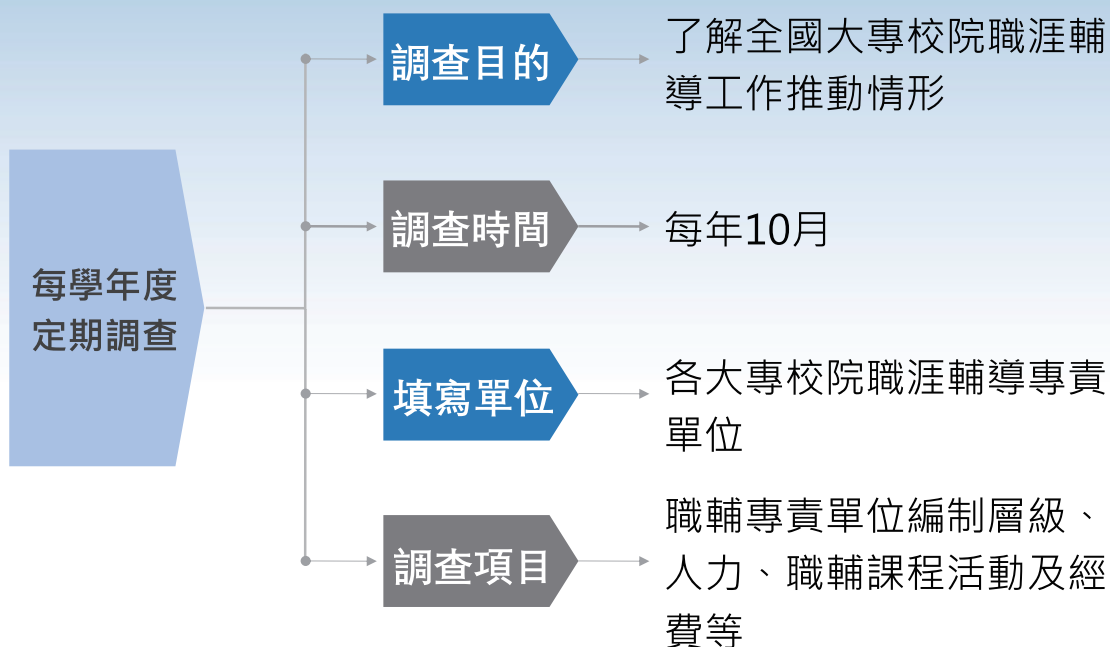 每學年度
定期調查
調查目的
了解全國大專校院職涯輔
導工作推動情形
調查時間
每年10月
填寫單位
各大專校院職涯輔導專責
單位
調查項目
職輔專責單位編制層級、
人力、職輔課程活動及經
費等